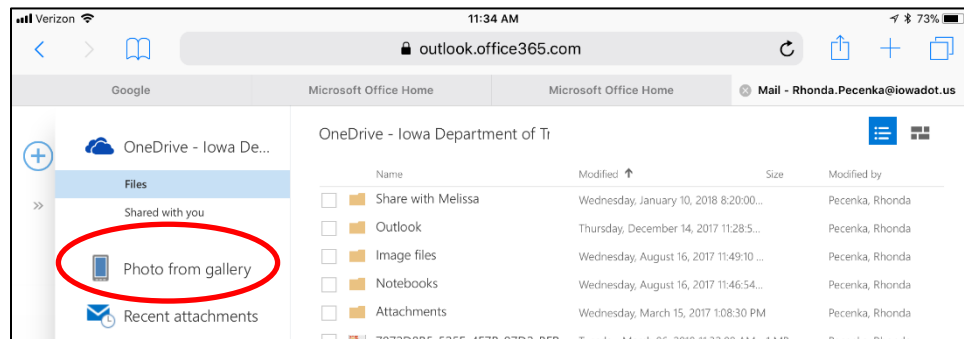 Verizon 11:34 AM 73%
outlook.office365.com
Google Microsoft Office Home Microsoft Office Home Mail - Rhonda.Pecenka@iowadot.us
OneDrive - Iowa De... OneDrive - Iowa Department of Tr
Files Name Modified Size Modified by
Shared with you Share with Melissa Wednesday, January 10, 2018 8:20:00... Pecenka, Rhonda
Outlook Thursday, December 14, 2017 11:28:5... Pecenka, Rhonda
Photo from gallery Image files Wednesday, August 16, 2017 11:49:10 ... Pecenka, Rhonda
Notebooks Wednesday, August 16, 2017 11:46:54... Pecenka, Rhonda
Recent attachments Attachments Wednesday, March 15, 2017 1:08:30 PM Pecenka, Rhonda